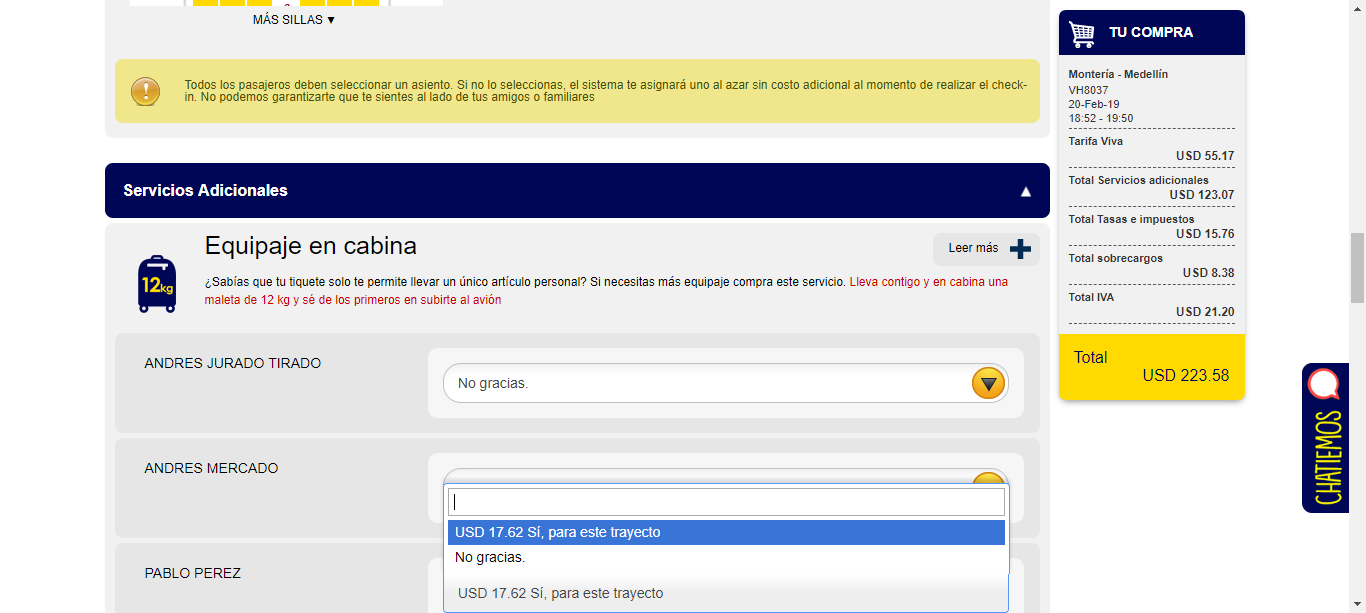 MÁS SILLAS ▼
Todos los pasajeros deben seleccionar un asiento. Si no lo seleccionas, el sistema te asignará uno al azar sin costo adicional al momento de realizar el check-
in. No podemos garantizarte que te sientes al lado de tus amigos o familiares
Servicios Adicionales ▲
Equipaje en cabina
Leer más
12kg
¿Sabías que tu tiquete solo te permite llevar un único artículo personal? Si necesitas más equipaje compra este servicio. Lleva contigo y en cabina una
maleta de 12 kg y sé de los primeros en subirte al avión
ANDRES JURADO TIRADO
No gracias.
ANDRES MERCADO
USD 17.62 Sí, para este trayecto
No gracias.
PABLO PEREZ
USD 17.62 Sí, para este trayecto
TU COMPRA
Montería - Medellín
VH8037
20-Feb-19
18:52 - 19:50
Tarifa Viva
USD 55.17
Total Servicios adicionales
USD 123.07
Total Tasas e impuestos
USD 15.76
Total sobrecargos
USD 8.38
Total IVA
USD 21.20
Total
USD 223.58
CHATIEMOS